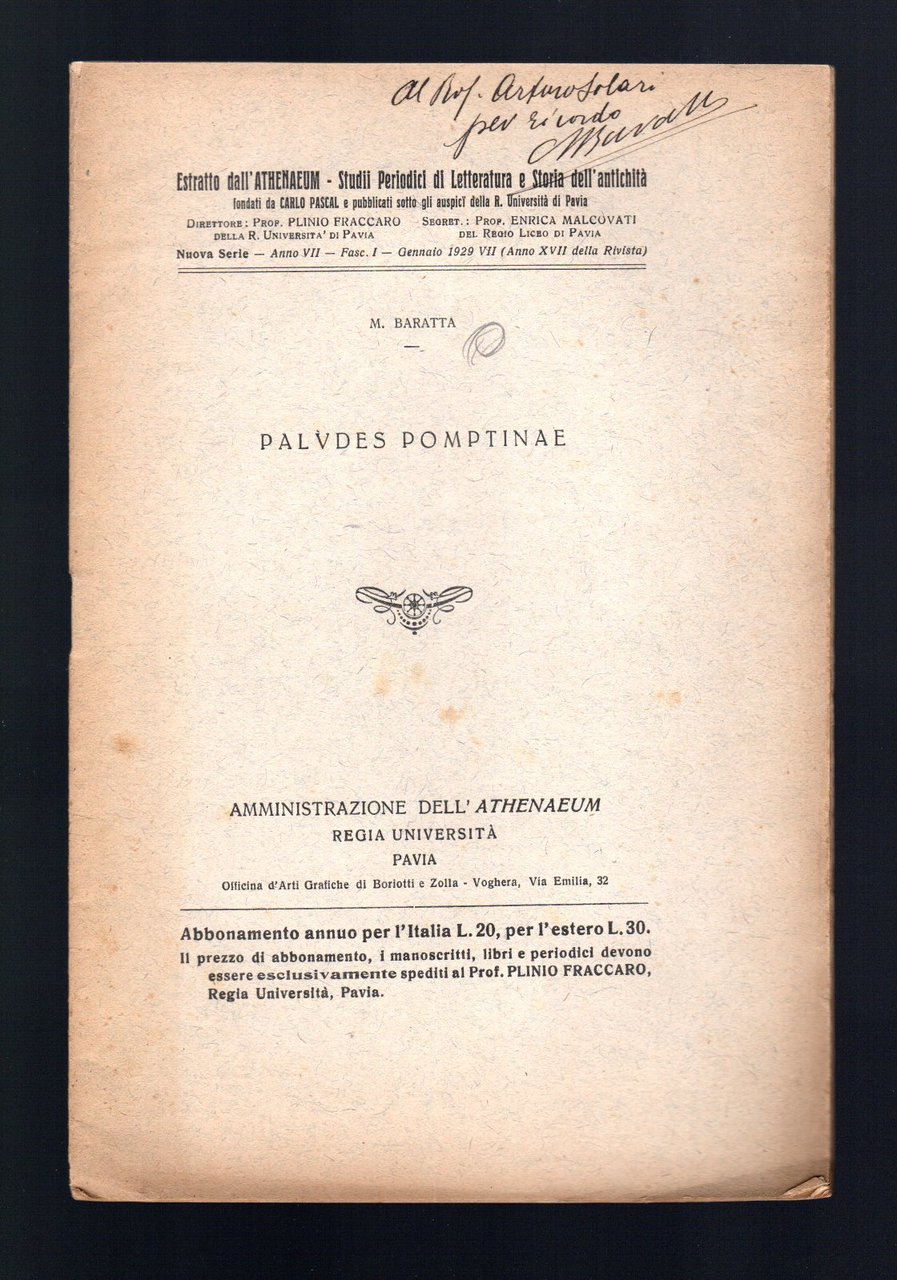 Al Prof. Arturo Solari
per ricordo
MBaratta
Estratto dall'ATHENAEUM - Studii Periodici di Letteratura e Storia dell'antichità
fondati da CARLO PASCAL e pubblicati sotto gli auspicî della R. Università di Pavia
DIRETTORE: PROF. PLINIO FRACCARO SEGRET.: PROF. ENRICA MALCOVATI
DELLA R. UNIVERSITA' DI PAVIA DEL REGIO LICEO DI PAVIA
Nuova Serie — Anno VII — Fasc. I — Gennaio 1929 VII (Anno XVII della Rivista)
M. BARATTA
PALVDES POMPTINAE
AMMINISTRAZIONE DELL'ATHENAEUM
REGIA UNIVERSITÀ
PAVIA
Officina d'Arti Grafiche di Boriotti e Zolla - Voghera, Via Emilia, 32
Abbonamento annuo per l'Italia L. 20, per l'estero L. 30.
Il prezzo di abbonamento, i manoscritti, libri e periodici devono
essere esclusivamente spediti al Prof. PLINIO FRACCARO,
Regia Università, Pavia.